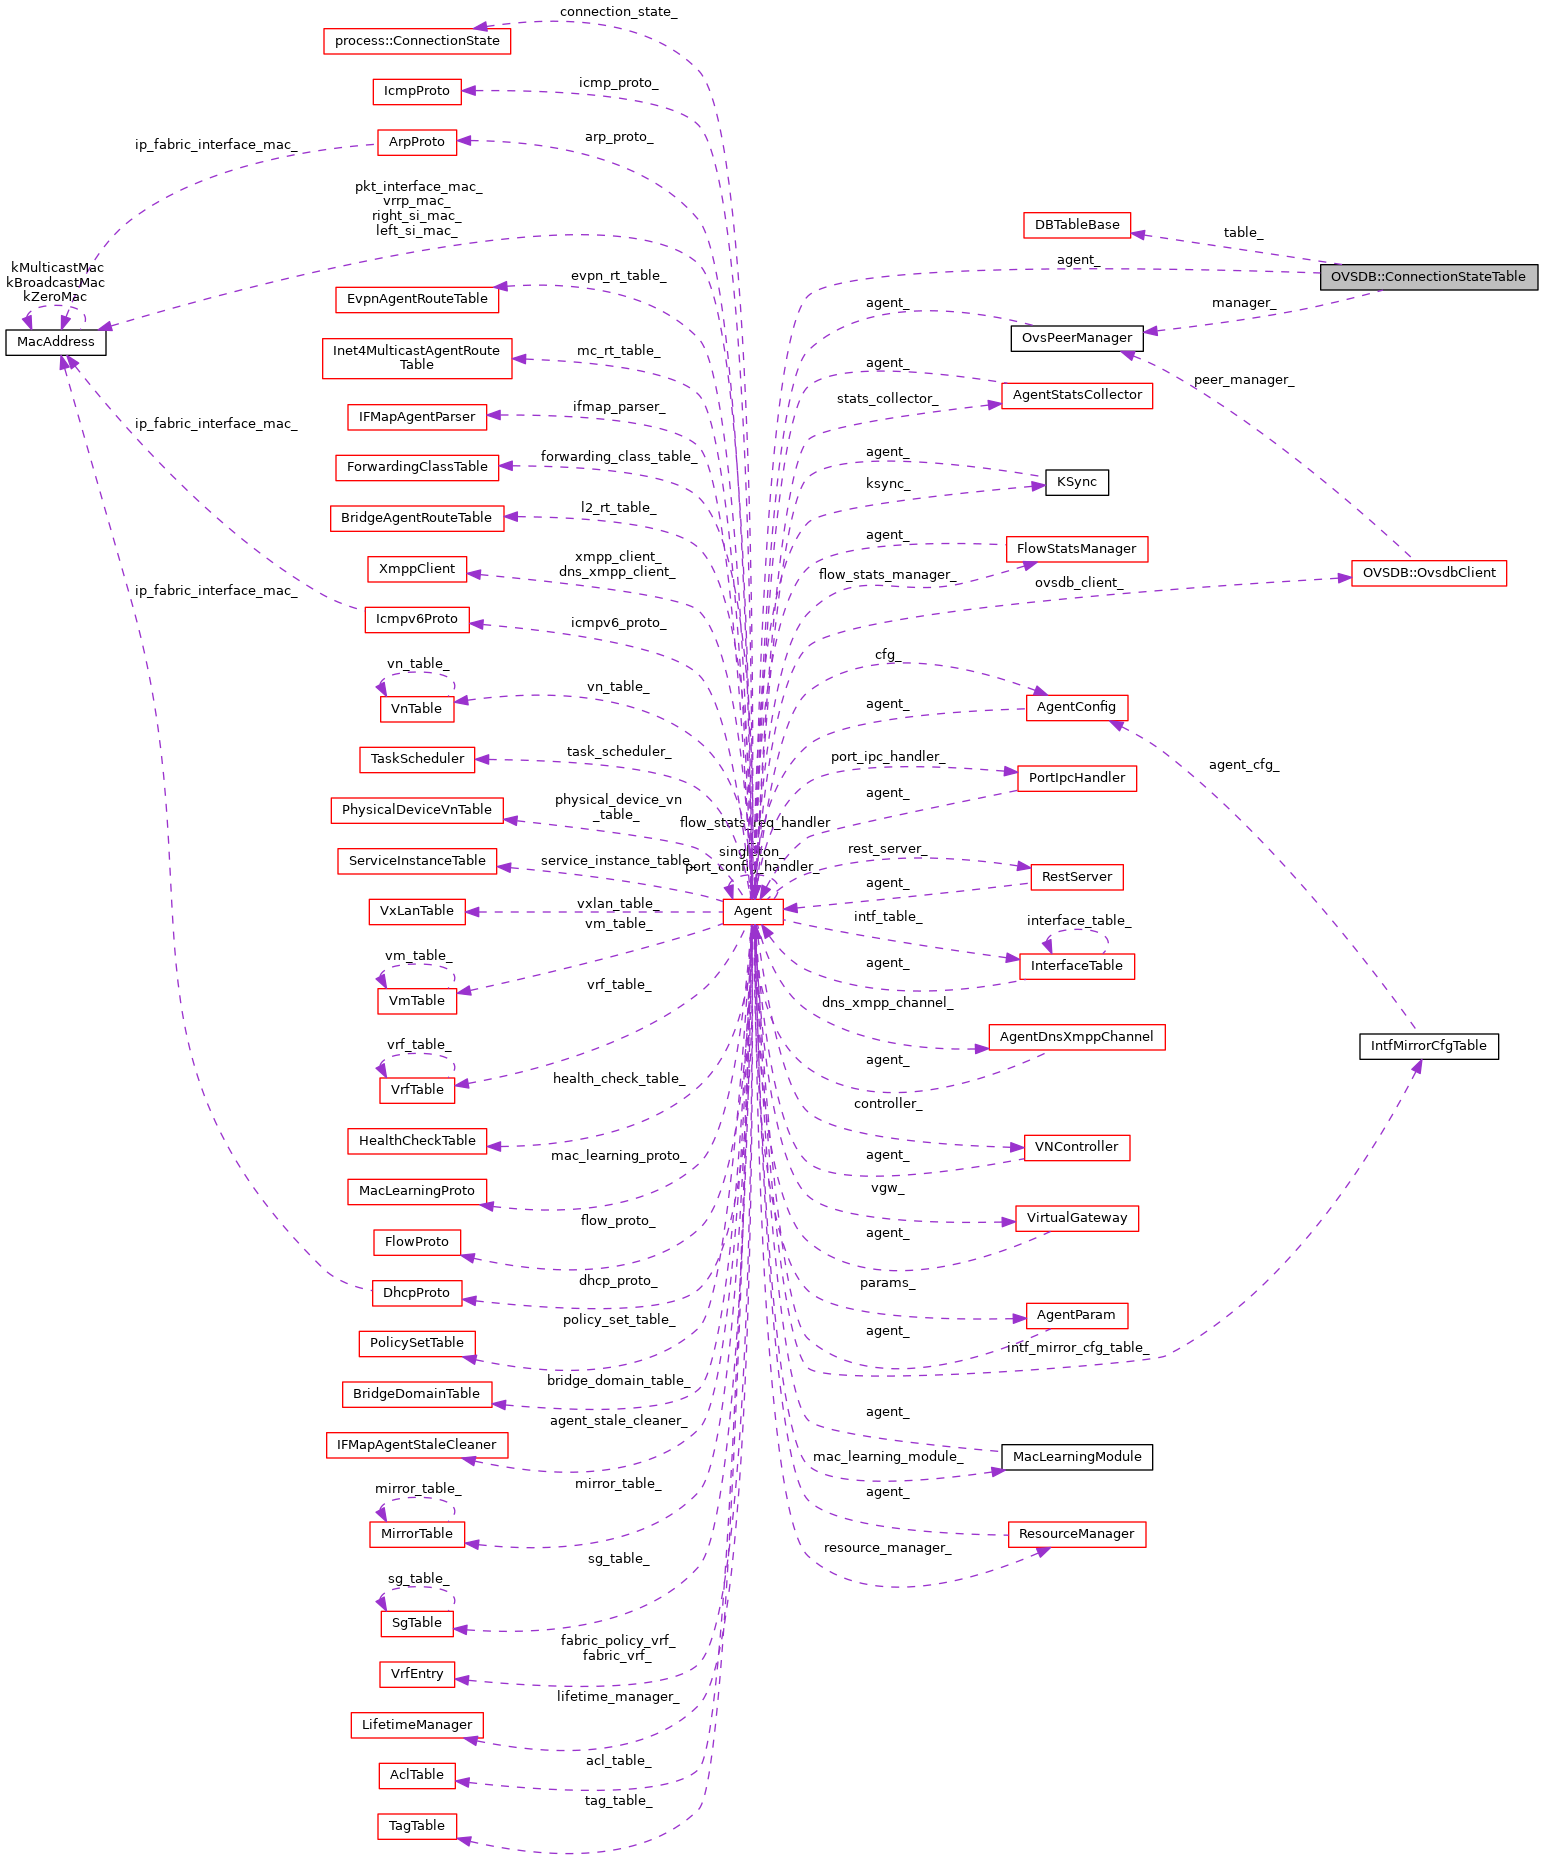 connection_state_
process::ConnectionState
icmp_proto_
IcmpProto
arp_proto_
ArpProto
ip_fabric_interface_mac_
pkt_interface_mac_
vrrp_mac_
right_si_mac_
left_si_mac_
DBTableBase
table_
agent_
OVSDB::ConnectionStateTable
kMulticastMac
kBroadcastMac
kZeroMac
MacAddress
evpn_rt_table_
EvpnAgentRouteTable
agent_
manager_
OvsPeerManager
Inet4MulticastAgentRoute
Table
mc_rt_table_
agent_
peer_manager_
AgentStatsCollector
stats_collector_
IFMapAgentParser
ifmap_parser_
ip_fabric_interface_mac_
ForwardingClassTable
forwarding_class_table_
agent_
ksync_
KSync
BridgeAgentRouteTable
l2_rt_table_
agent_
FlowStatsManager
flow_stats_manager_
XmppClient
xmpp_client_
dns_xmpp_client_
ovsdb_client_
OVSDB::OvsdbClient
ip_fabric_interface_mac_
Icmpv6Proto
icmpv6_proto_
vn_table_
VnTable
vn_table_
cfg_
agent_
AgentConfig
TaskScheduler
task_scheduler_
port_ipc_handler_
PortIpcHandler
agent_
agent_cfg_
PhysicalDeviceVnTable
physical_device_vn
_table_
flow_stats_req_handler
singleton_
port_config_handler_
ServiceInstanceTable
service_instance_table_
rest_server_
RestServer
agent_
VxLanTable
vxlan_table_
Agent
intf_table_
interface_table_
InterfaceTable
agent_
vm_table_
vm_table_
VmTable
vrf_table_
dns_xmpp_channel_
AgentDnsXmppChannel
agent_
IntfMirrorCfgTable
vrf_table_
VrfTable
health_check_table_
HealthCheckTable
controller_
VNController
agent_
mac_learning_proto_
MacLearningProto
vgw_
VirtualGateway
agent_
flow_proto_
FlowProto
dhcp_proto_
DhcpProto
params_
AgentParam
agent_
policy_set_table_
PolicySetTable
intf_mirror_cfg_table_
bridge_domain_table_
BridgeDomainTable
agent_
agent_stale_cleaner_
IFMapAgentStaleCleaner
mac_learning_module_
MacLearningModule
mirror_table_
mirror_table_
MirrorTable
agent_
ResourceManager
resource_manager_
sg_table_
sg_table_
SgTable
fabric_policy_vrf_
fabric_vrf_
VrfEntry
lifetime_manager_
LifetimeManager
acl_table_
AclTable
tag_table_
TagTable